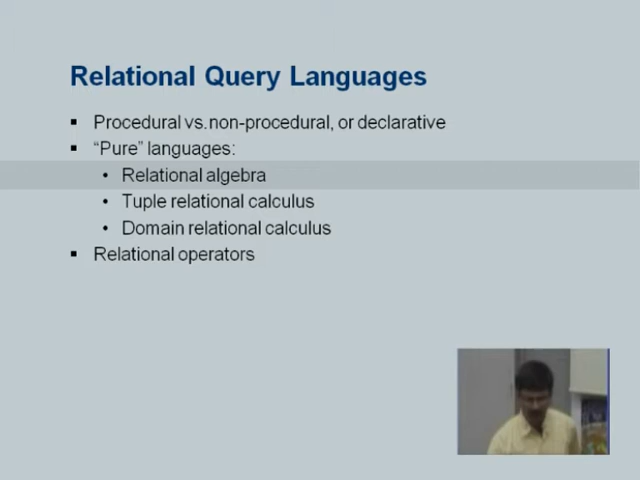 Relational Query Languages
▪ Procedural vs.non-procedural, or declarative
▪ “Pure” languages:
• Relational algebra
• Tuple relational calculus
• Domain relational calculus
▪ Relational operators